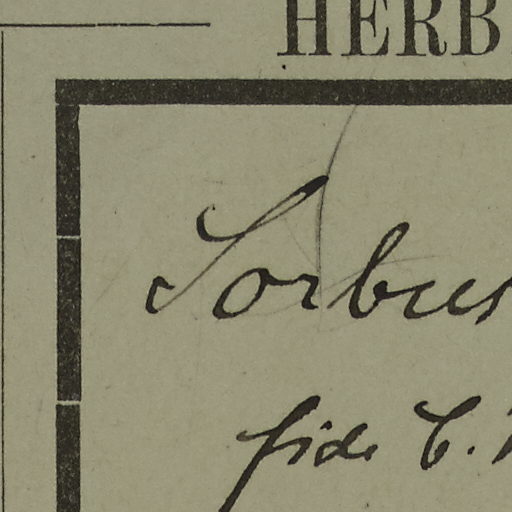 HERB
Sorbus
fide C.